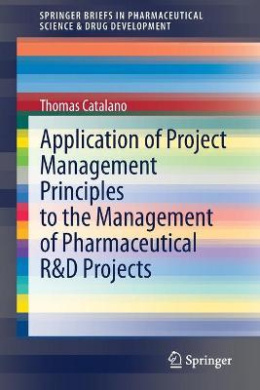 SPRINGER BRIEFS IN PHARMACEUTICAL
SCIENCE & DRUG DEVELOPMENT
Thomas Catalano
Application of Project
Management
Principles
to the Management
of Pharmaceutical
R&D Projects
Springer